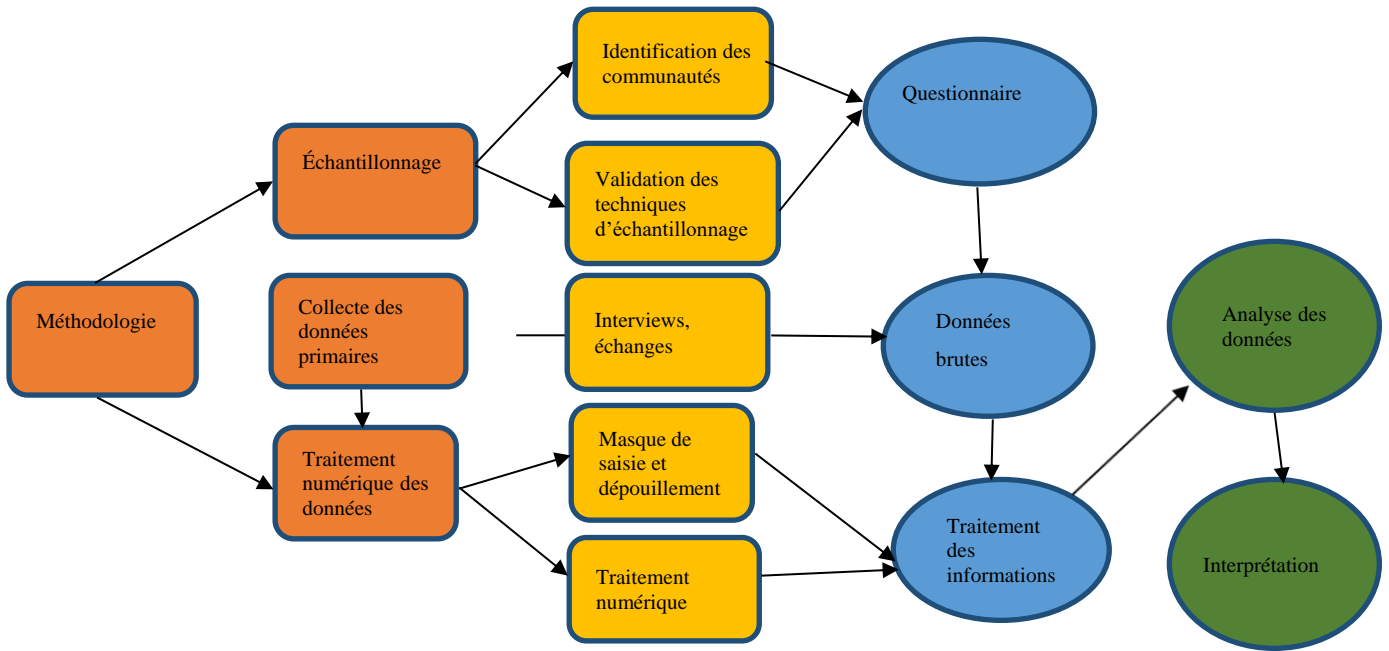 Identification des
communautés
Questionnaire
Échantillonnage
Validation des
techniques
d’échantillonnage
Méthodologie
Collecte des
données
primaires
Interviews,
échanges
Données
brutes
Analyse des
données
Traitement
numérique des
données
Masque de
saisie et
dépouillement
Traitement
des
informations
Interprétation
Traitement
numérique